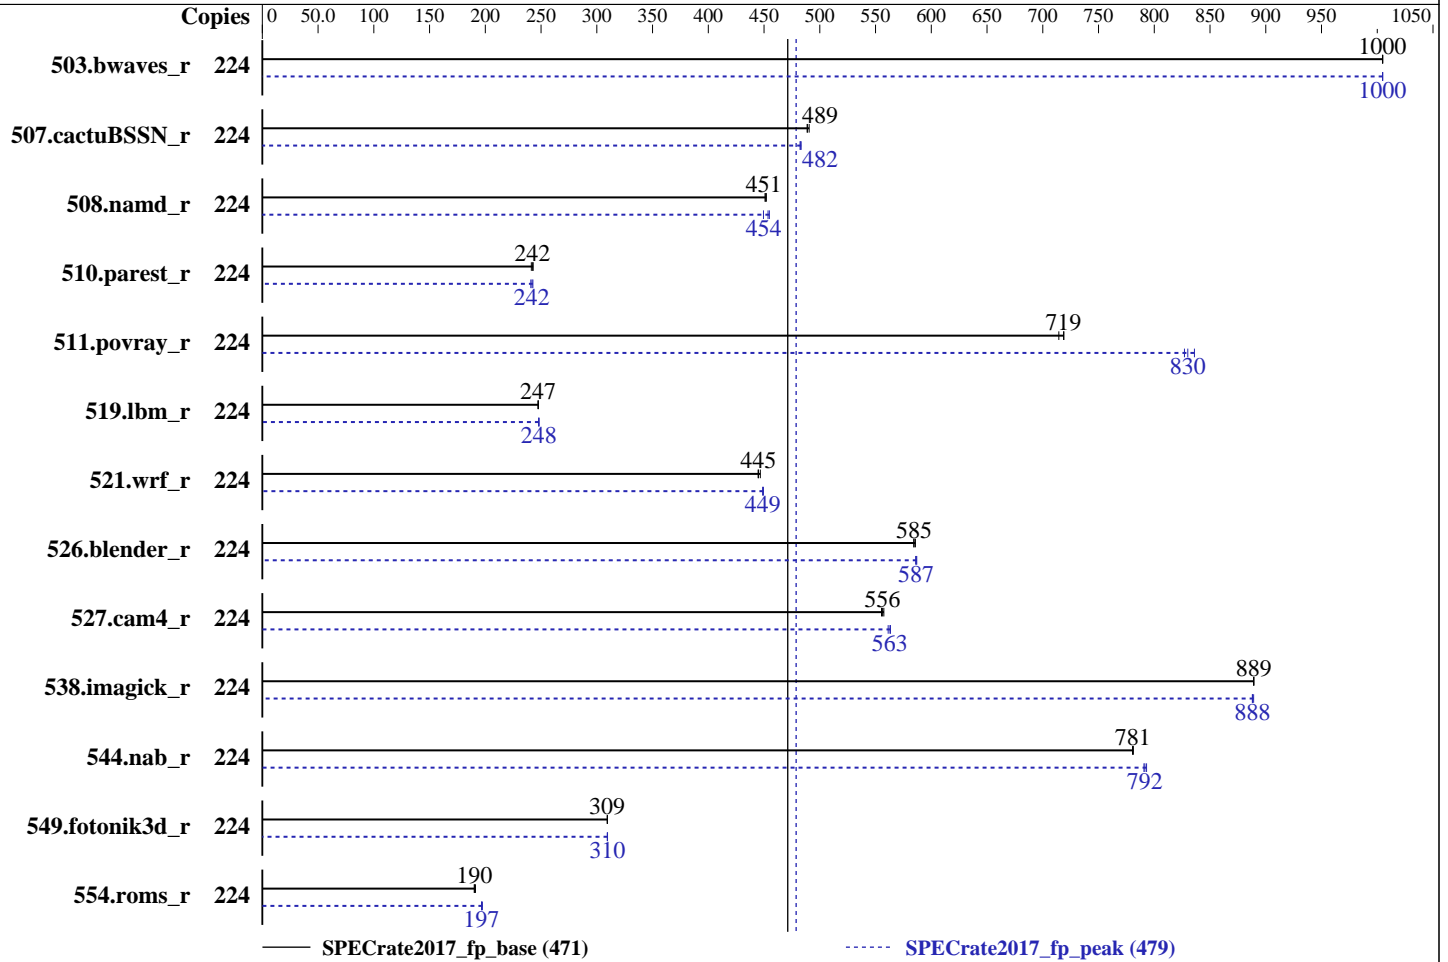 Copies 0 50.0 100 150 200 250 300 350 400 450 500 550 600 650 700 750 800 850 900 950 1050
1000
503.bwaves_r 224
1000
489
507.cactuBSSN_r 224
482
451
508.namd_r 224
454
242
510.parest_r 224
242
719
511.povray_r 224
830
247
519.lbm_r 224
248
445
521.wrf_r 224
449
585
526.blender_r 224
587
556
527.cam4_r 224
563
889
538.imagick_r 224
888
781
544.nab_r 224
792
309
549.fotonik3d_r 224
310
190
554.roms_r 224
197
SPECrate2017_fp_base (471) SPECrate2017_fp_peak (479)